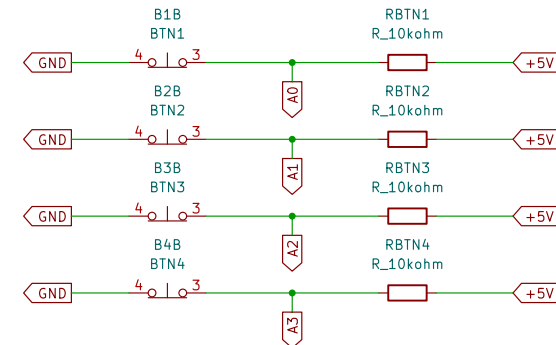 B1B RBTN1
BTN1 R_10kohm
GND 4 3 +5V
A0
B2B RBTN2
BTN2 R_10kohm
GND 4 3 +5V
A1
B3B RBTN3
BTN3 R_10kohm
GND 4 3 +5V
A2
B4B RBTN4
BTN4 R_10kohm
GND 4 3 +5V
A3